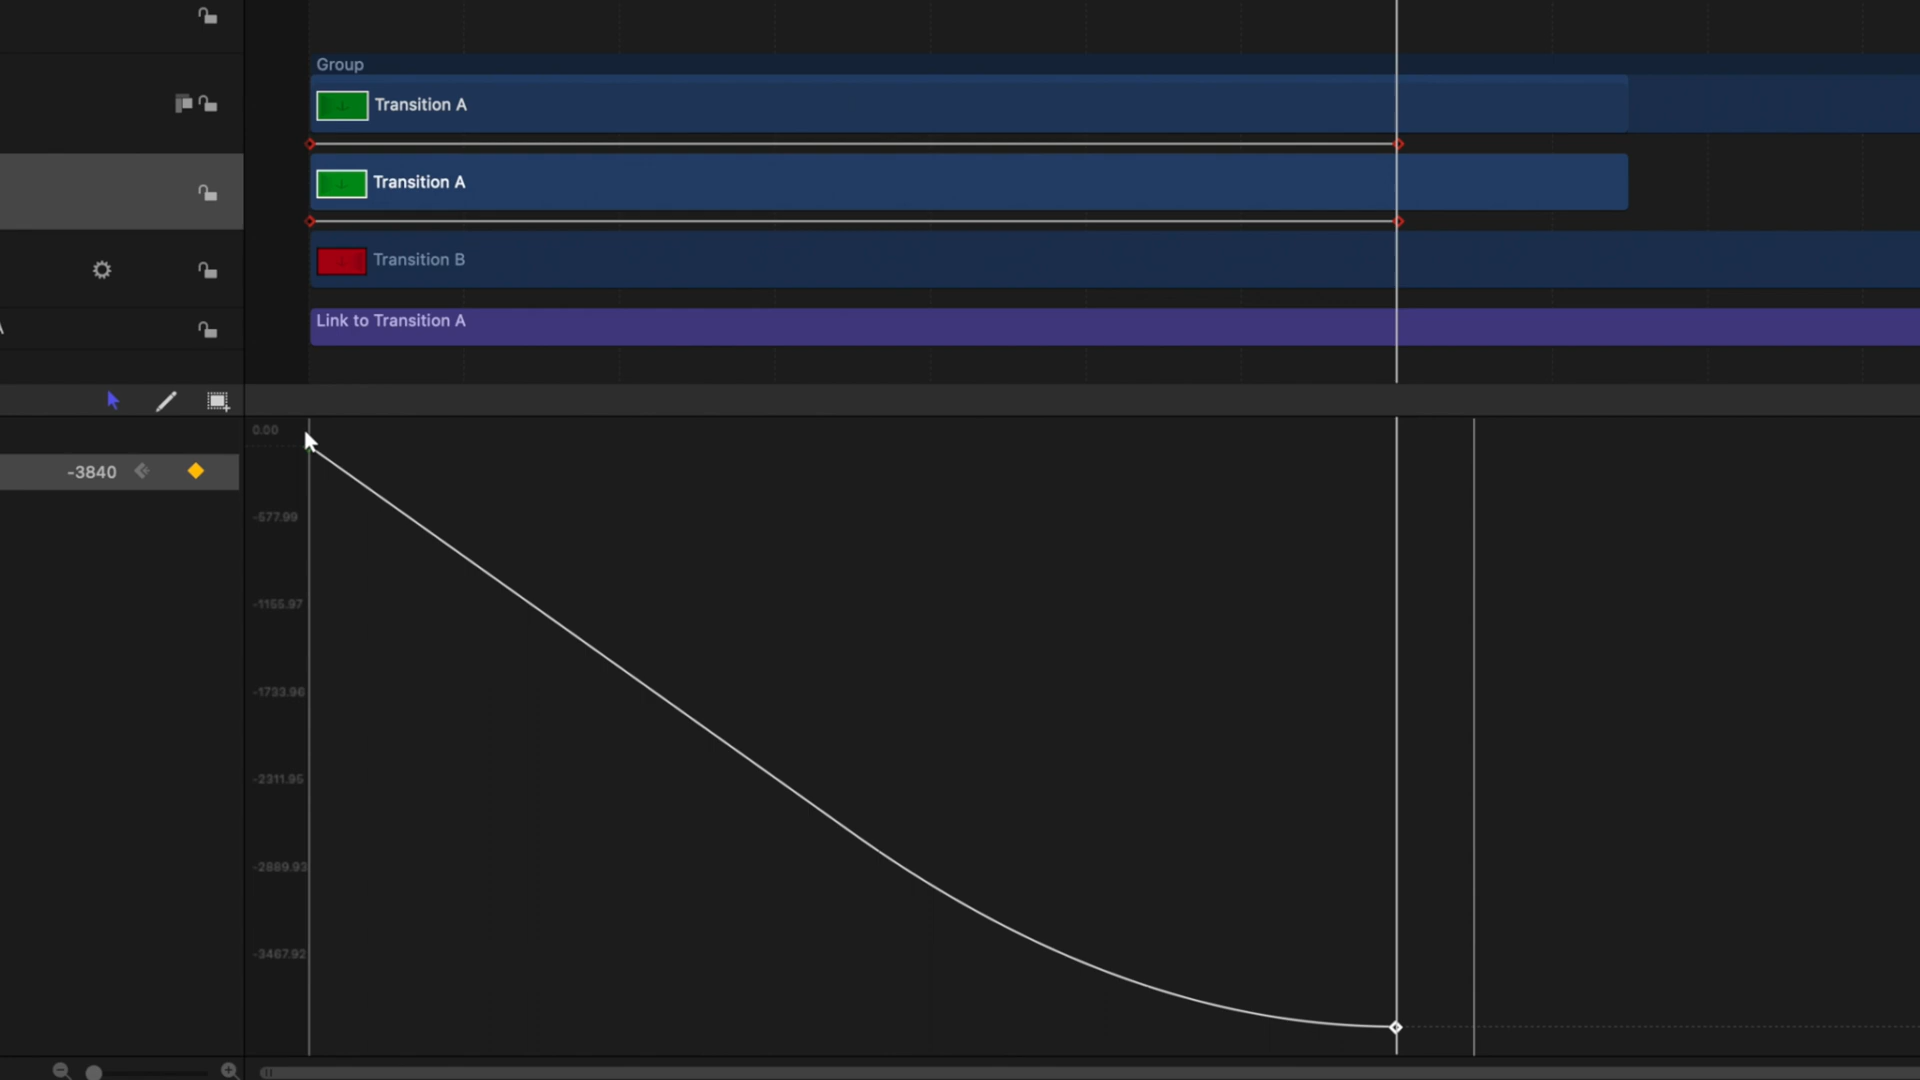 Group
Transition A
Transition A
Transition B
Link to Transition A
0.00
-3840
-577.99
-1155.97
-1733.96
-2311.95
-2889.93
-3467.92